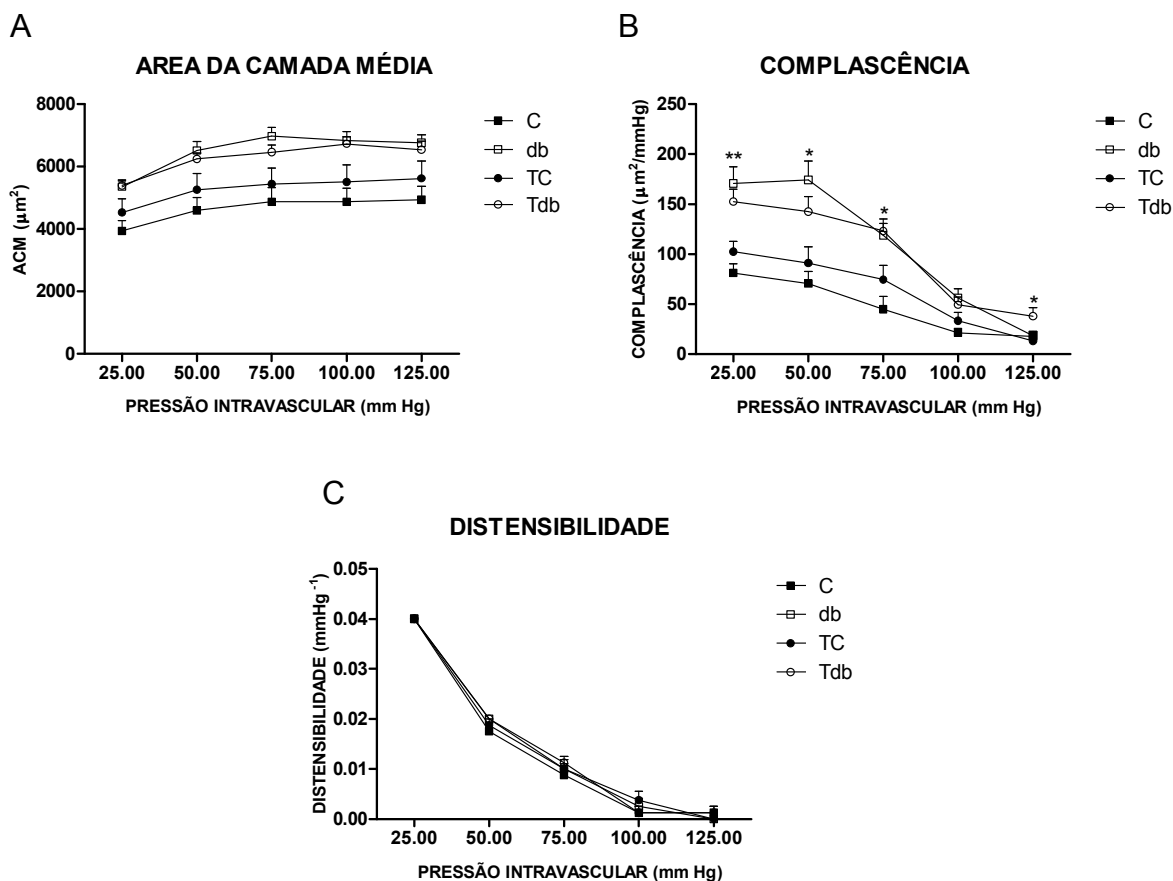 A
AREA DA CAMADA MÉDIA
8000
6000
4000
2000
0
ACM (μm²)
25.00 50.00 75.00 100.00 125.00
PRESSÃO INTRAVASCULAR (mm Hg)
C
db
TC
Tdb
B
COMPLASCÊNCIA
250
200
150
100
50
0
COMPLASCÊNCIA (μm²/mmHg)
** * * *
25.00 50.00 75.00 100.00 125.00
PRESSÃO INTRAVASCULAR (mm Hg)
C
db
TC
Tdb
C
DISTENSIBILIDADE
0.05
0.04
0.03
0.02
0.01
0.00
DISTENSIBILIDADE (mmHg⁻¹)
25.00 50.00 75.00 100.00 125.00
PRESSÃO INTRAVASCULAR (mm Hg)
C
db
TC
Tdb